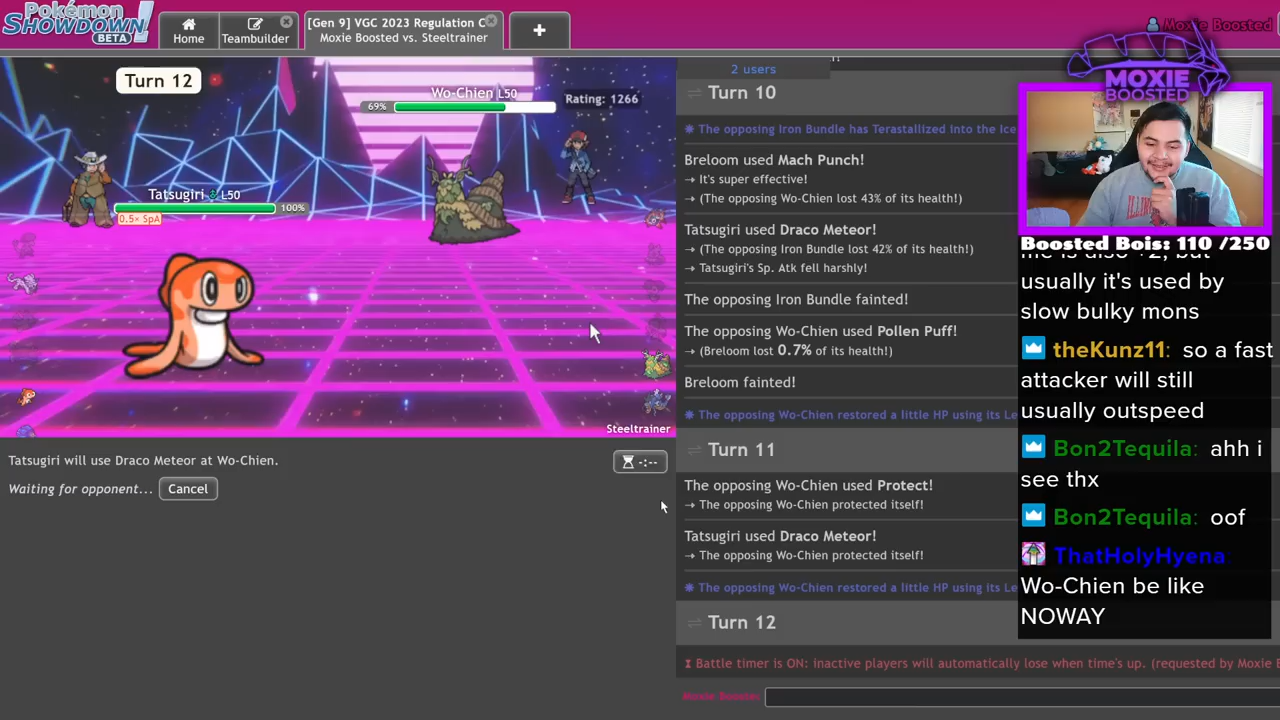 Pokémon
SHOWDOWN!
BETA
Home
Teambuilder
[Gen 9] VGC 2023 Regulation C
Moxie Boosted vs. Steeltrainer
+
Moxie Boosted
Turn 12
Wo-Chien L50
69%
Rating: 1266
Tatsugiri L50
100%
0.5× SpA
Steeltrainer
Tatsugiri will use Draco Meteor at Wo-Chien.
-:--
Waiting for opponent...
Cancel
2 users
Turn 10
The opposing Iron Bundle has Terastallized into the Ice
Breloom used Mach Punch!
→ It's super effective!
→ (The opposing Wo-Chien lost 43% of its health!)
Tatsugiri used Draco Meteor!
→ (The opposing Iron Bundle lost 42% of its health!)
→ Tatsugiri's Sp. Atk fell harshly!
The opposing Iron Bundle fainted!
The opposing Wo-Chien used Pollen Puff!
→ (Breloom lost 0.7% of its health!)
Breloom fainted!
The opposing Wo-Chien restored a little HP using its Le
Turn 11
The opposing Wo-Chien used Protect!
→ The opposing Wo-Chien protected itself!
Tatsugiri used Draco Meteor!
→ The opposing Wo-Chien protected itself!
The opposing Wo-Chien restored a little HP using its Le
Turn 12
Battle timer is ON: inactive players will automatically lose when time's up. (requested by Moxie B
Moxie Boosted:
MOXIE
BOOSTED
Boosted Bois: 110 /250
me is also +2, but
usually it's used by
slow bulky mons
theKunz11: so a fast
attacker will still
usually outspeed
Bon2Tequila: ahh i
see thx
Bon2Tequila: oof
ThatHolyHyena:
Wo-Chien be like
NOWAY